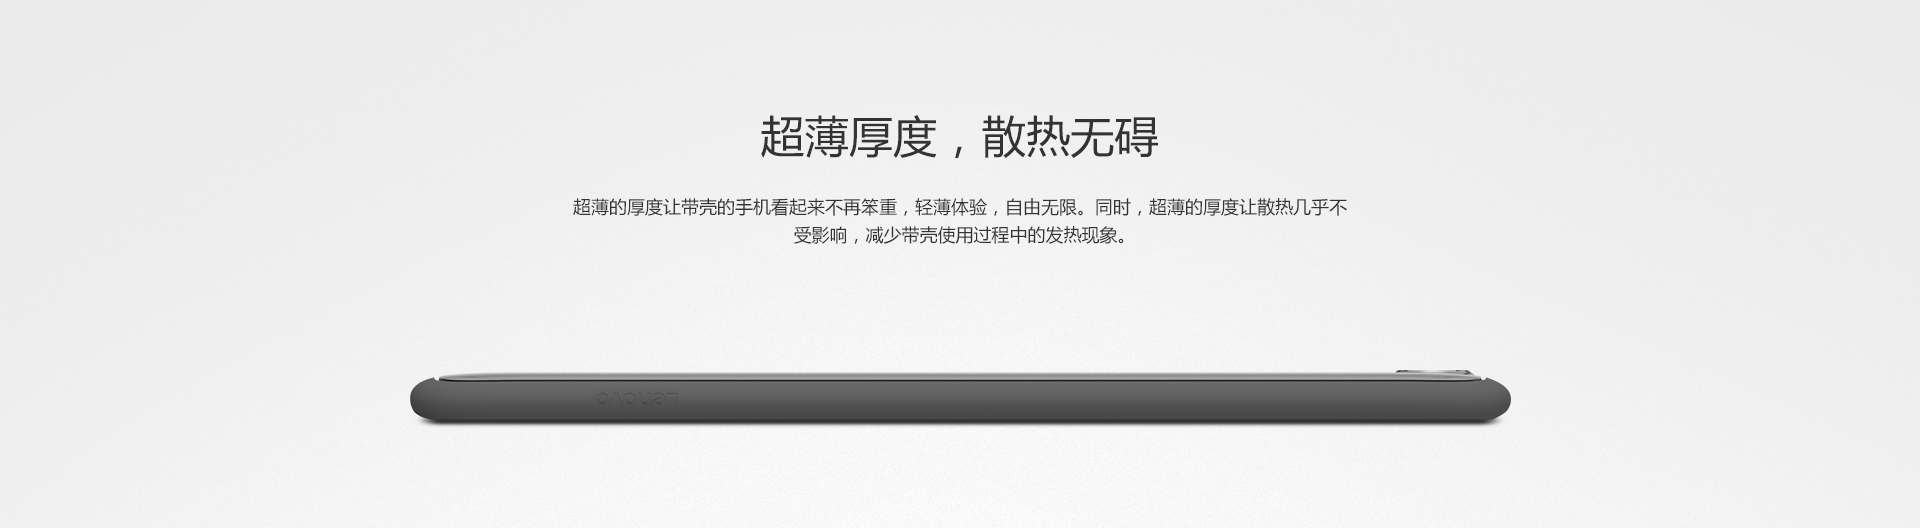 超薄厚度，散热无碍
超薄的厚度让带壳的手机看起来不再笨重，轻薄体验，自由无限。同时，超薄的厚度让散热几乎不
受影响，减少带壳使用过程中的发热现象。
Lenovo